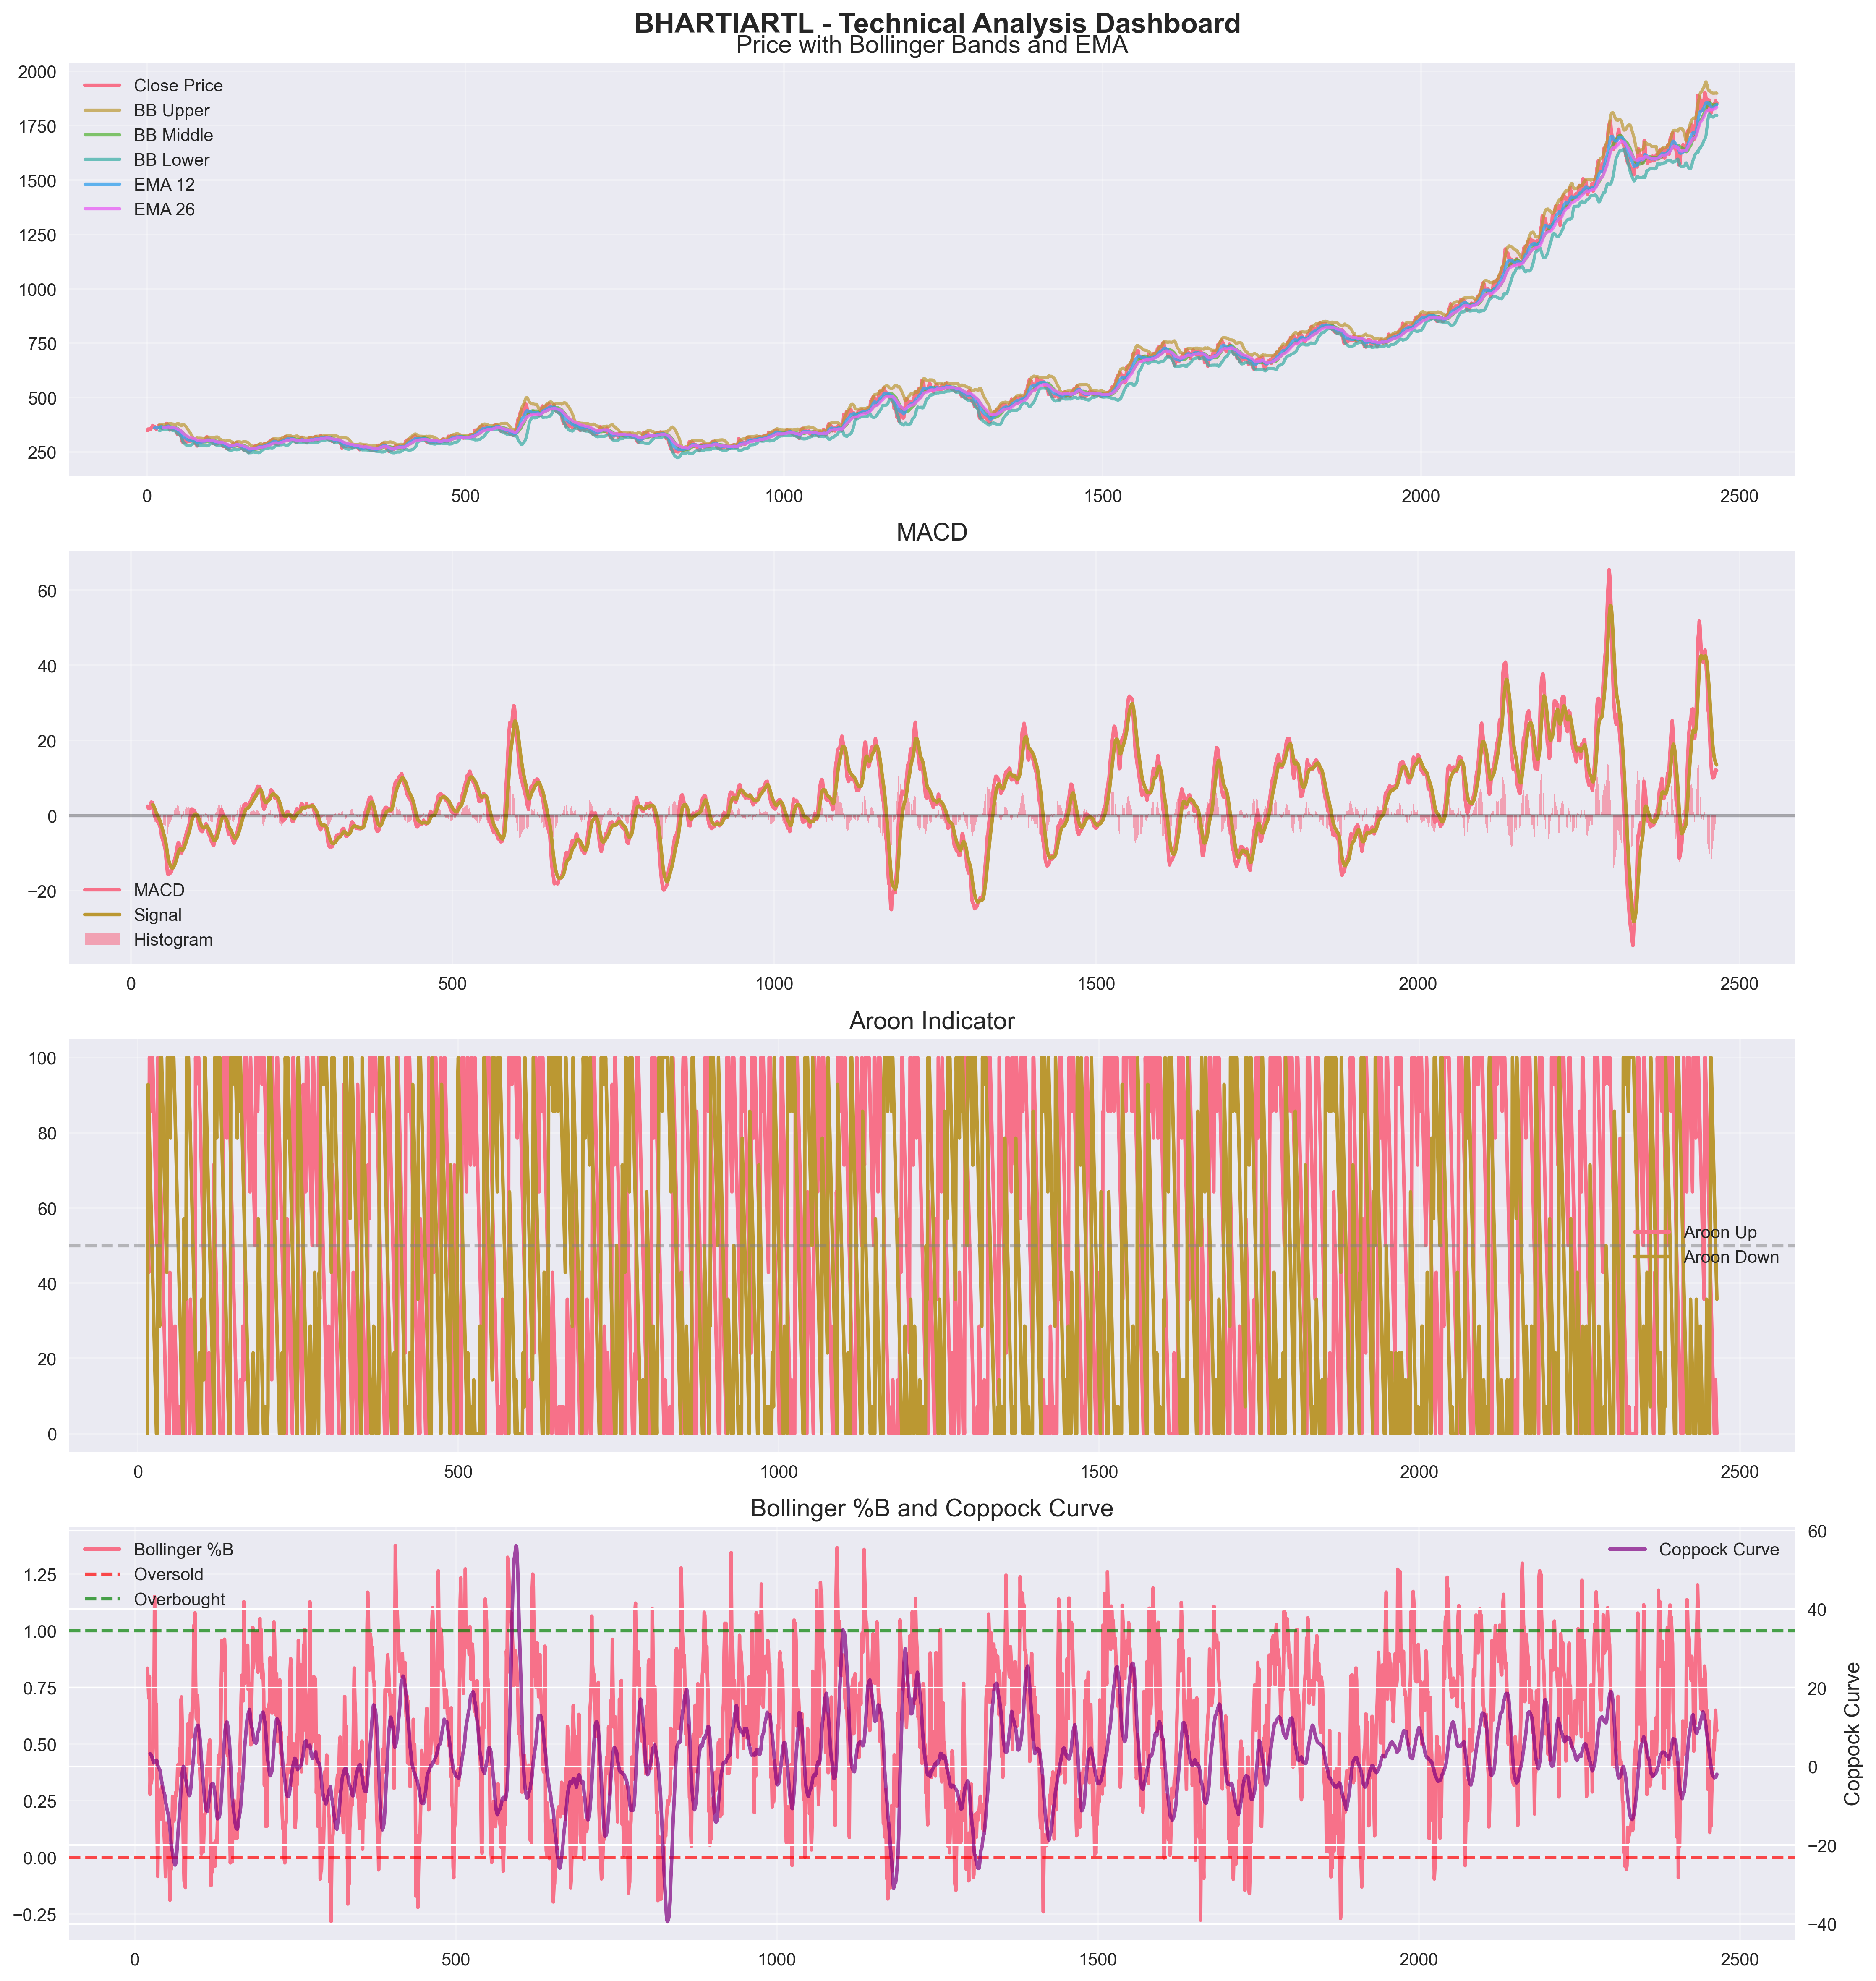 BHARTIARTL - Technical Analysis Dashboard
Price with Bollinger Bands and EMA
2000
1750
1500
1250
1000
750
500
250
Close Price
BB Upper
BB Middle
BB Lower
EMA 12
EMA 26
0 500 1000 1500 2000 2500
MACD
60
40
20
0
−20
MACD
Signal
Histogram
0 500 1000 1500 2000 2500
Aroon Indicator
100
80
60
40
20
0
Aroon Up
Aroon Down
0 500 1000 1500 2000 2500
Bollinger %B and Coppock Curve
1.25
1.00
0.75
0.50
0.25
0.00
−0.25
Bollinger %B
Oversold
Overbought
Coppock Curve
60
40
20
0
−20
−40
Coppock Curve
0 500 1000 1500 2000 2500